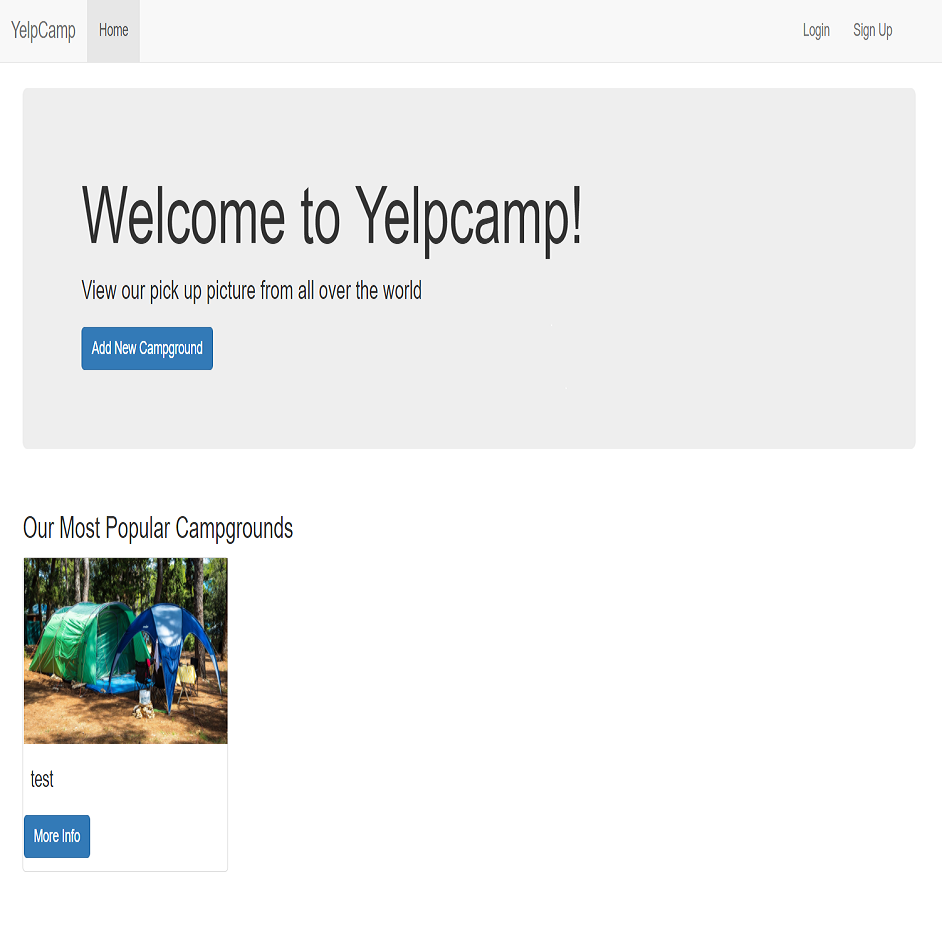 YelpCamp Home Login Sign Up
Welcome to Yelpcamp!
View our pick up picture from all over the world
Add New Campground
Our Most Popular Campgrounds
test
More Info